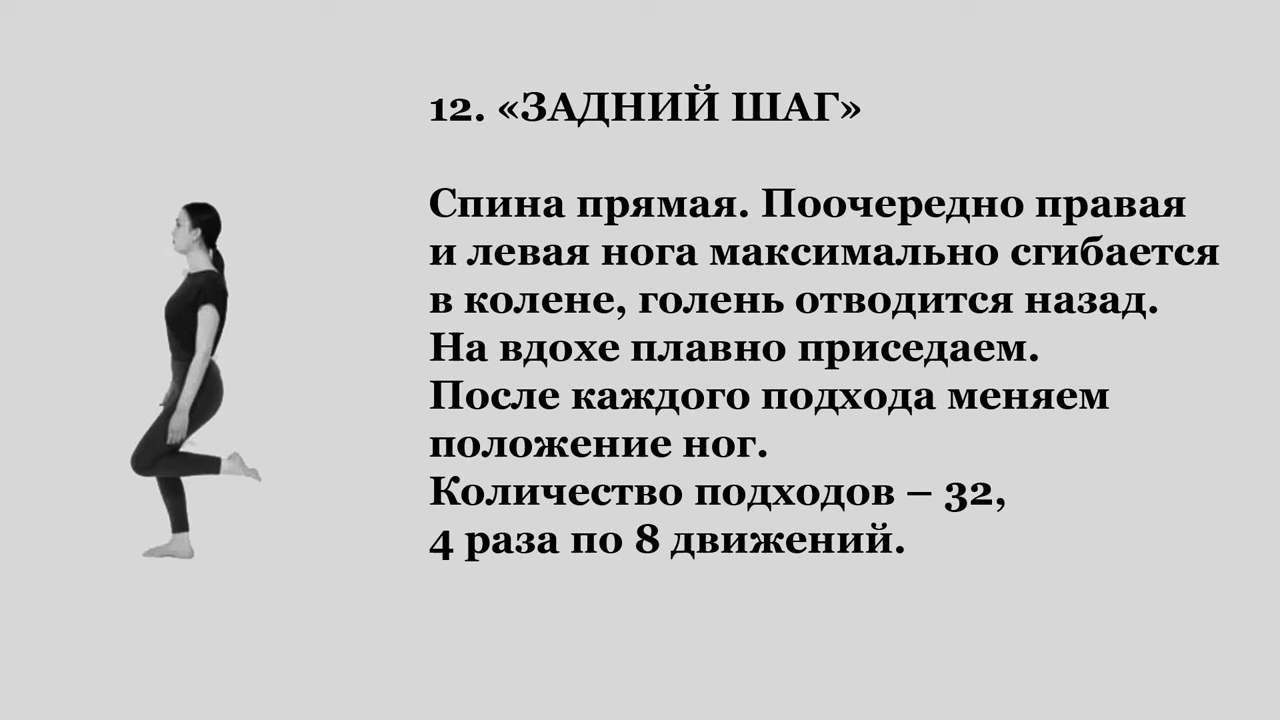 12. «ЗАДНИЙ ШАГ»
Спина прямая. Поочередно правая
и левая нога максимально сгибается
в колене, голень отводится назад.
На вдохе плавно приседаем.
После каждого подхода меняем
положение ног.
Количество подходов – 32,
4 раза по 8 движений.